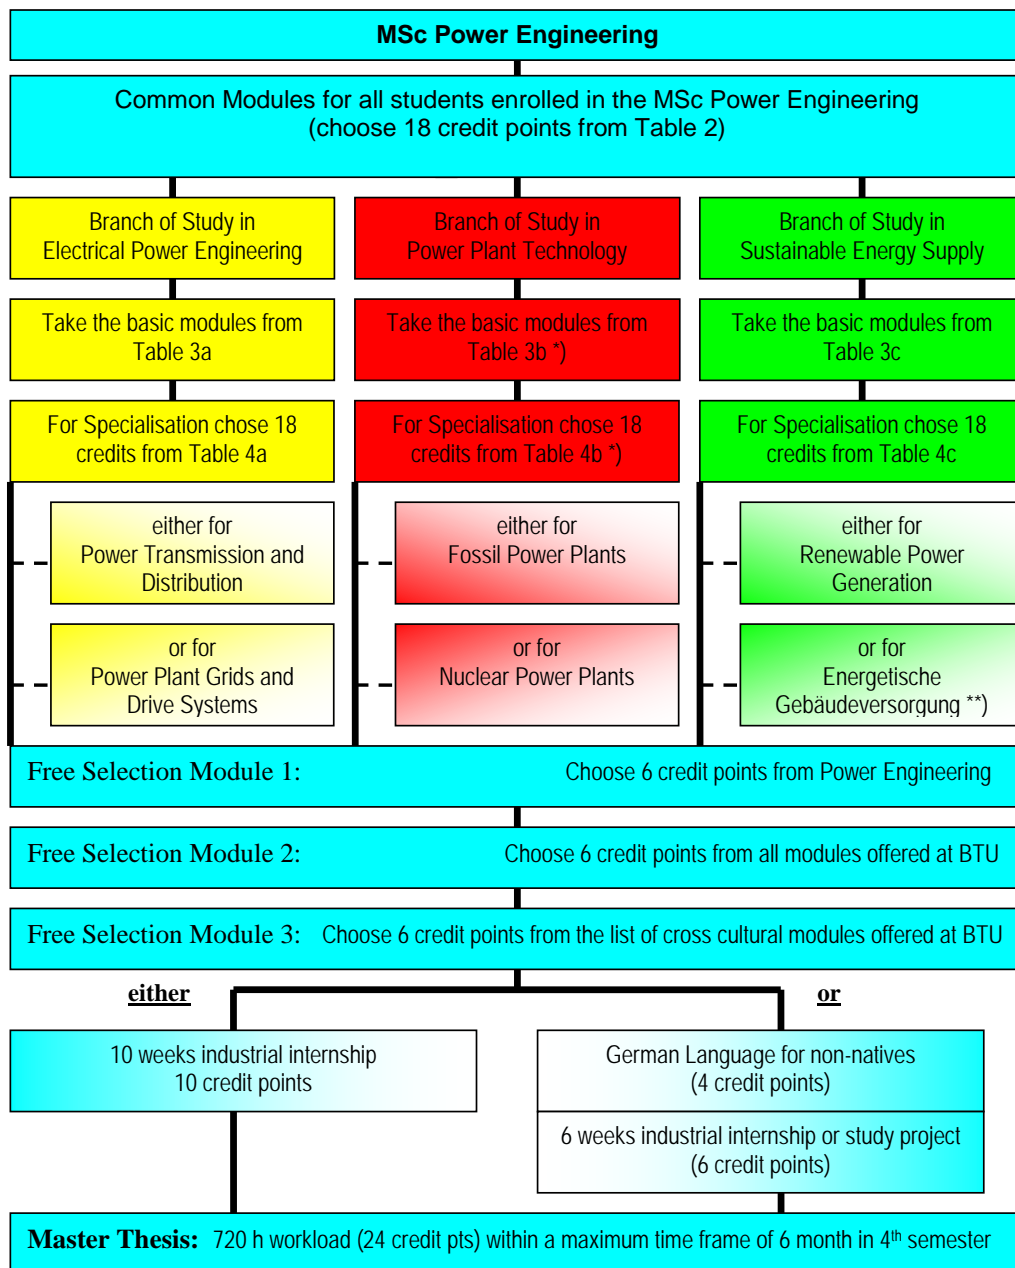 MSc Power Engineering
Common Modules for all students enrolled in the MSc Power Engineering
(choose 18 credit points from Table 2)
Branch of Study in
Electrical Power Engineering
Branch of Study in
Power Plant Technology
Branch of Study in
Sustainable Energy Supply
Take the basic modules from
Table 3a
Take the basic modules from
Table 3b *)
Take the basic modules from
Table 3c
For Specialisation chose 18
credits from Table 4a
For Specialisation chose 18
credits from Table 4b *)
For Specialisation chose 18
credits from Table 4c
either for
Power Transmission and
Distribution
either for
Fossil Power Plants
either for
Renewable Power
Generation
or for
Power Plant Grids and
Drive Systems
or for
Nuclear Power Plants
or for
Energetische
Gebäudeversorgung **)
Free Selection Module 1: Choose 6 credit points from Power Engineering
Free Selection Module 2: Choose 6 credit points from all modules offered at BTU
Free Selection Module 3: Choose 6 credit points from the list of cross cultural modules offered at BTU
either
or
10 weeks industrial internship
10 credit points
German Language for non-natives
(4 credit points)
6 weeks industrial internship or study project
(6 credit points)
Master Thesis: 720 h workload (24 credit pts) within a maximum time frame of 6 month in 4th semester